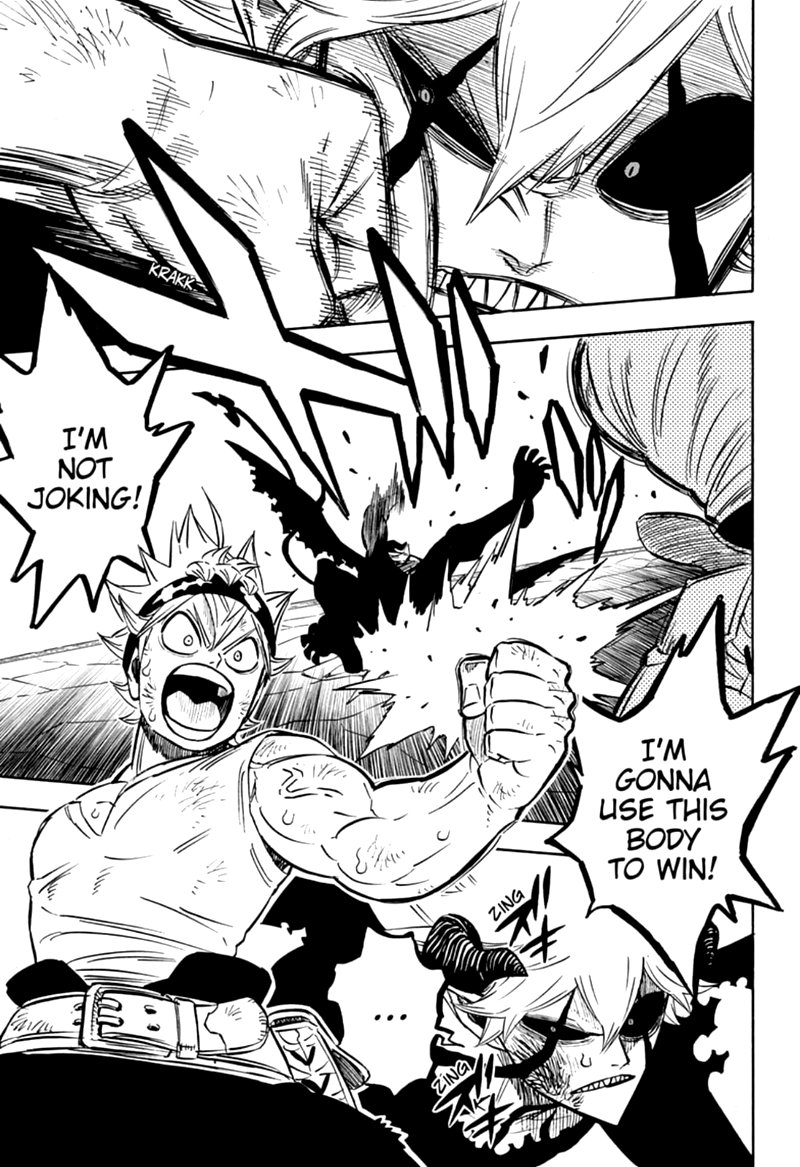 KRAKK
I'M
NOT
JOKING!
I'M
GONNA
USE THIS
BODY
TO WIN!
ZING
...
ZING